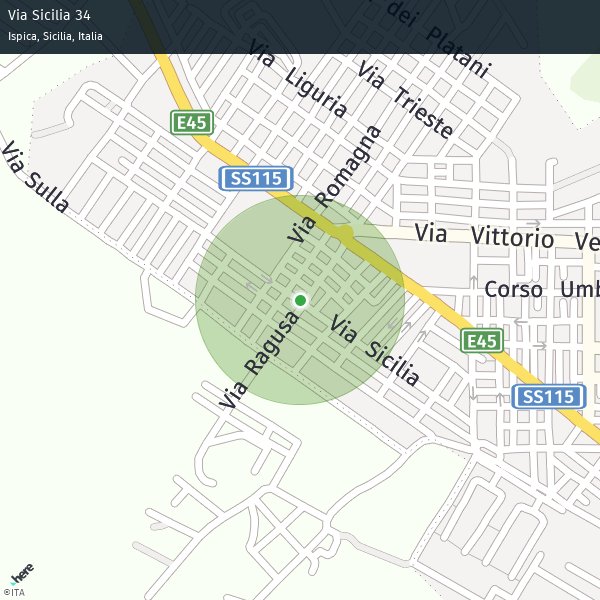 Via Sicilia 34
Ispica, Sicilia, Italia
dei Platani
Via Liguria
Via Trieste
E45
Via Romagna
Via Sulla
SS115
Via Vittorio Ve
Corso Umb
Via Ragusa
Via Sicilia
E45
SS115
here
©ITA